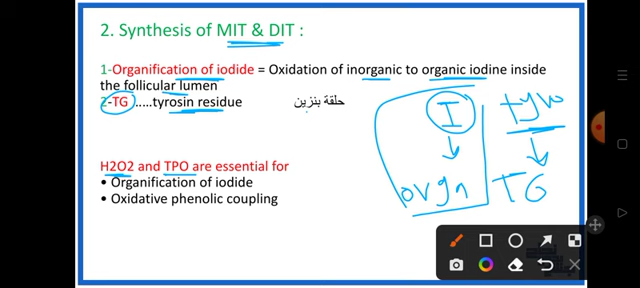 2. Synthesis of MIT & DIT :
1-Organification of iodide = Oxidation of inorganic to organic iodine inside
the follicular lumen
2-TG.....tyrosin residue
حلقة بنزين
H2O2 and TPO are essential for
• Organification of iodide
• Oxidative phenolic coupling
I
orgn
TG